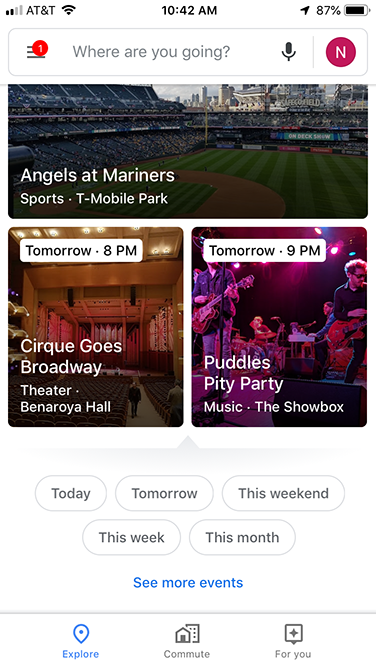 AT&T
10:42 AM
87%
1
Where are you going?
N
SAFECO FIELD
ON DECK SHOW
Angels at Mariners
Sports · T-Mobile Park
Tomorrow · 8 PM
Tomorrow · 9 PM
Cirque Goes
Broadway
Theater ·
Benaroya Hall
Puddles
Pity Party
Music · The Showbox
Today
Tomorrow
This weekend
This week
This month
See more events
Explore
Commute
For you